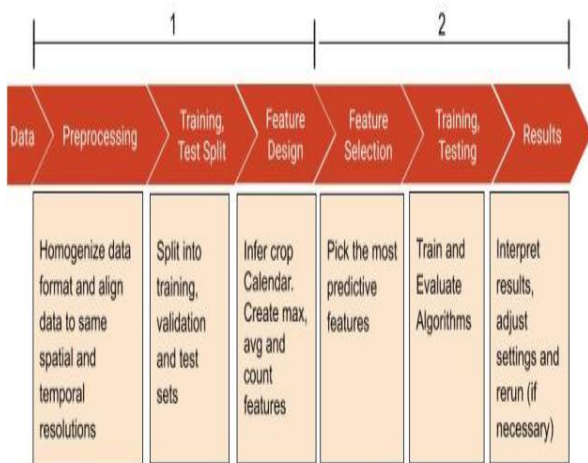 1
2
Data
Preprocessing
Training,
Test Split
Feature
Design
Feature
Selection
Training,
Testing
Results
Homogenize data
format and align
data to same
spatial and
temporal
resolutions
Split into
training,
validation
and test
sets
Infer crop
Calendar.
Create max,
avg and
count
features
Pick the most
predictive
features
Train and
Evaluate
Algorithms
Interpret
results,
adjust
settings and
rerun (if
necessary)